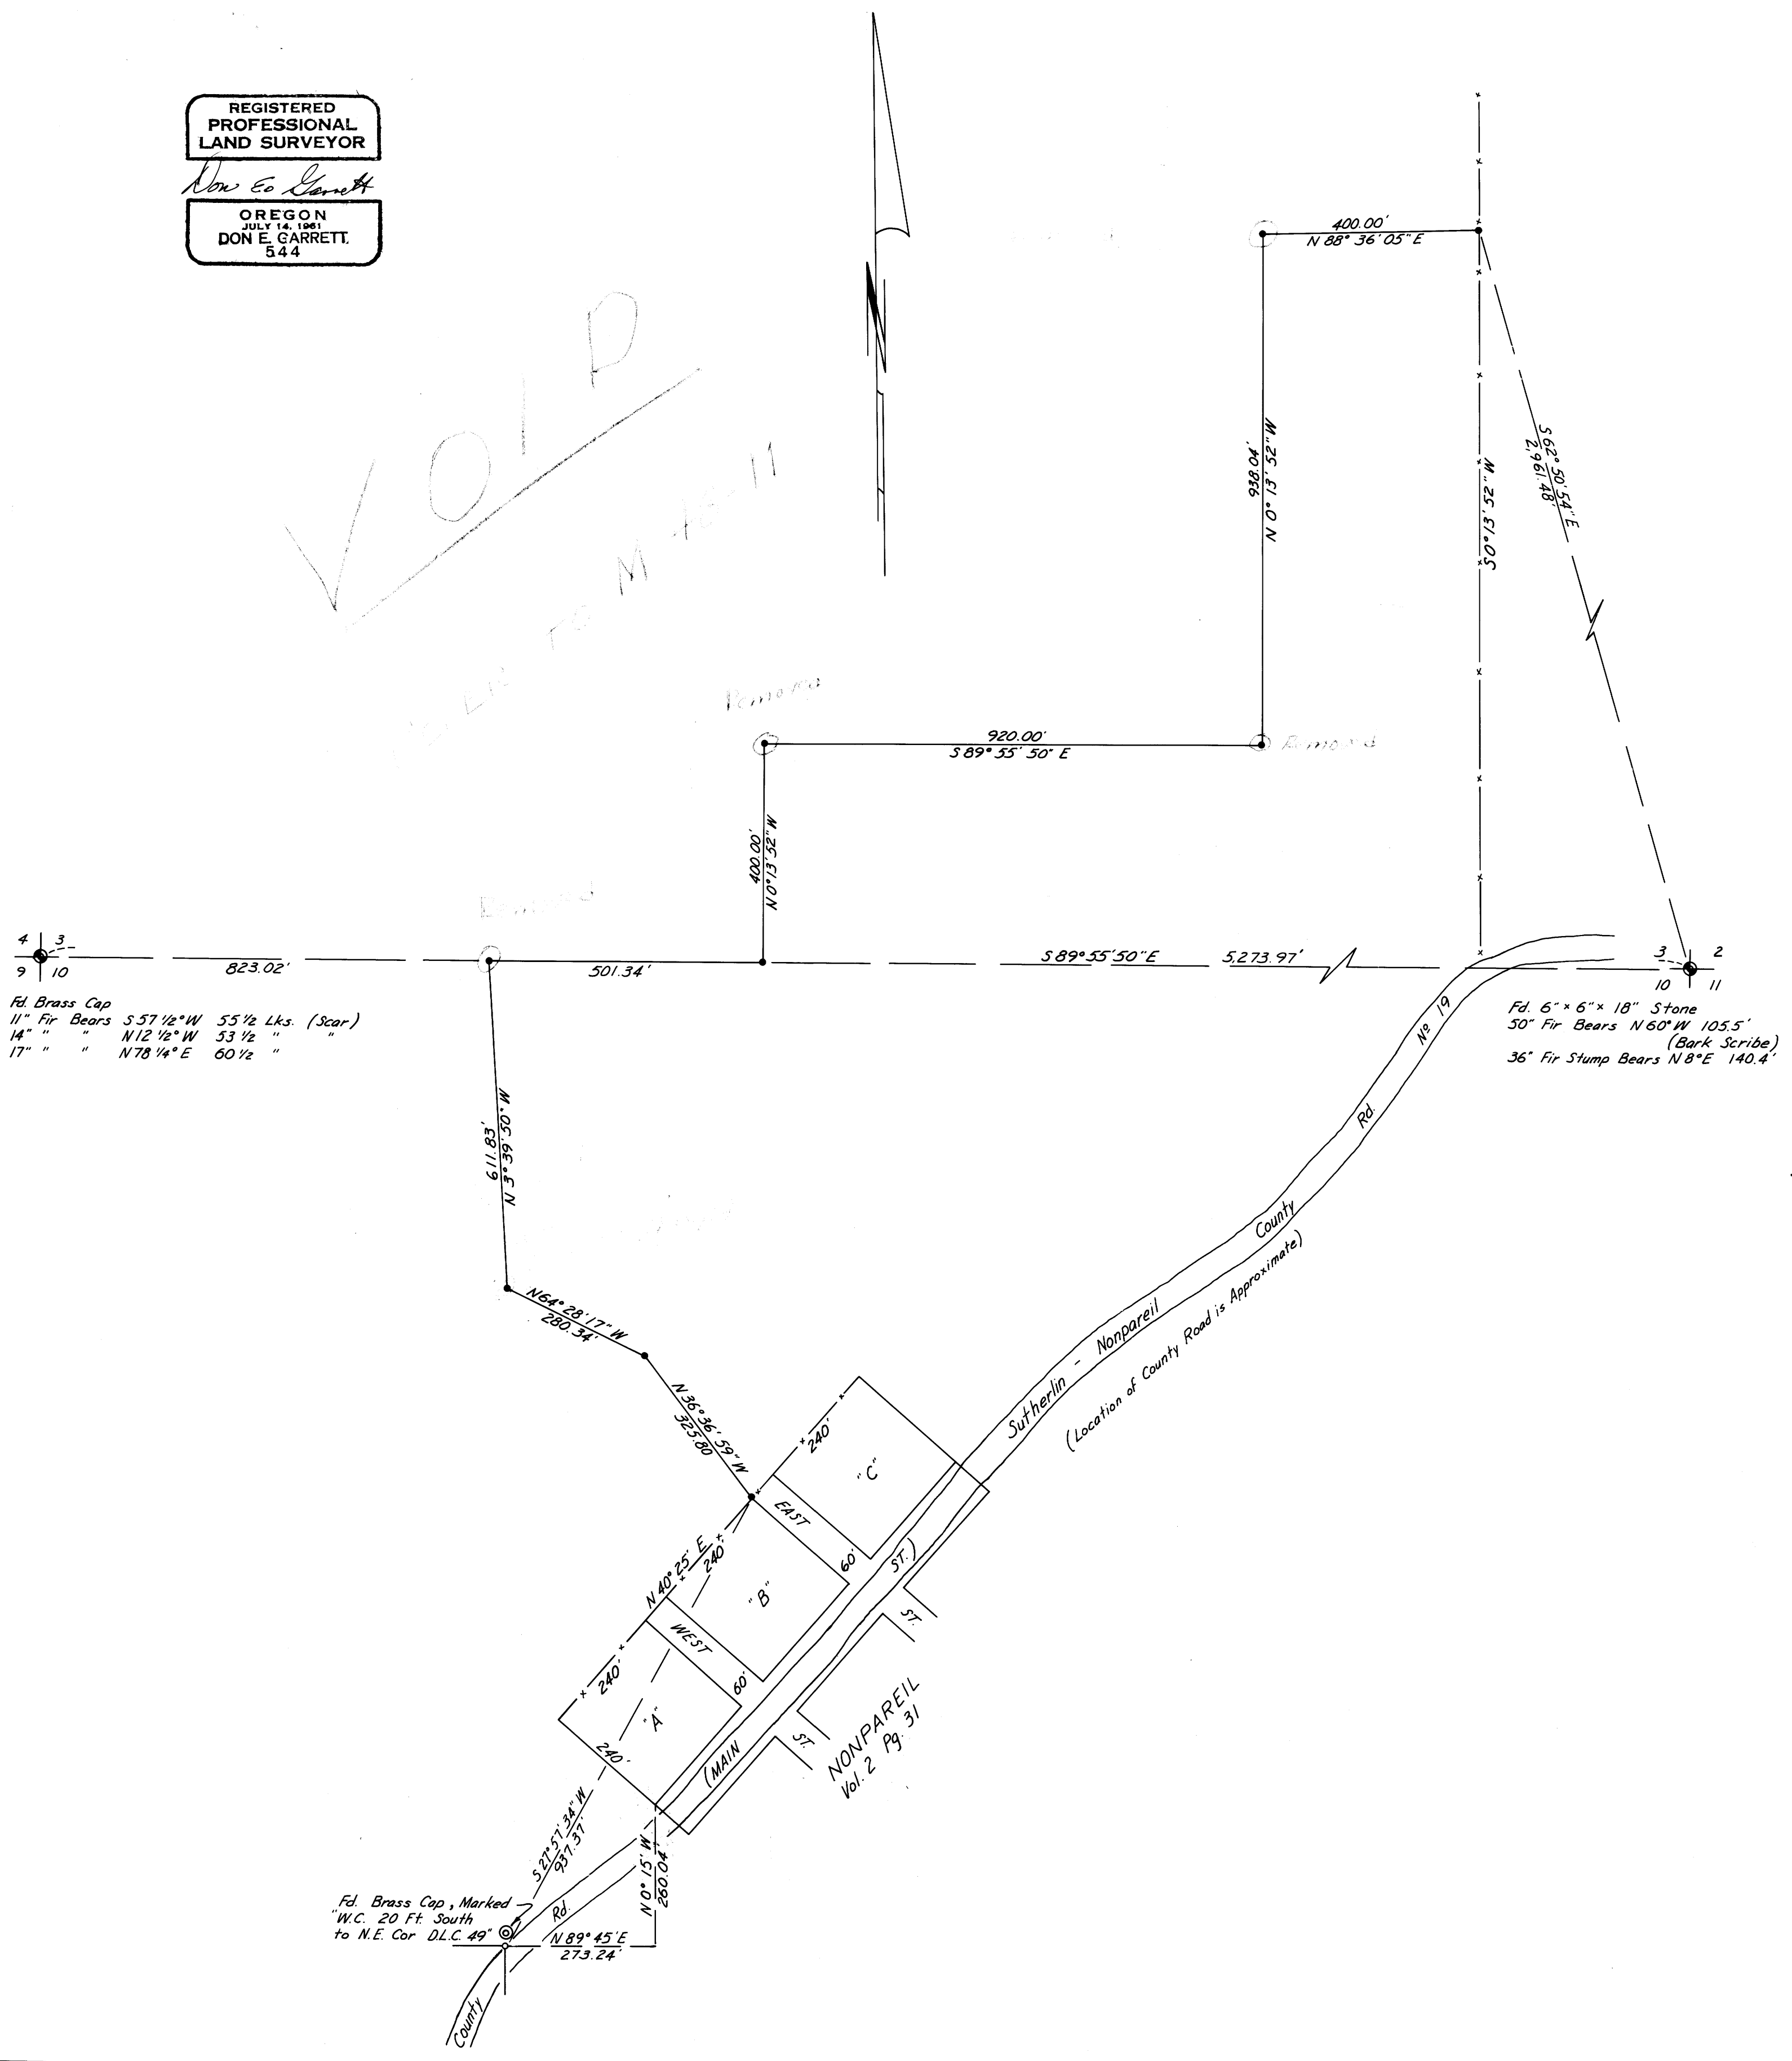 REGISTERED
PROFESSIONAL
LAND SURVEYOR
Don E. Garrett
OREGON
JULY 14, 1961
DON E. GARRETT
544
VOID
400.00'
N 88° 36' 05" E
938.04'
N 0° 13' 52" W
S 0° 13' 52" W
S 62° 50' 54" E
2,961.48'
920.00'
S 89° 55' 50" E
400.00'
N 0° 13' 52" W
4 3
9 10
823.02'
501.34'
S 89° 55' 50" E 5,273.97'
3 2
10 11
Fd. Brass Cap
11" Fir Bears S 57 1/2° W 55 1/2 Lks. (Scar)
14" " " N 12 1/2° W 53 1/2 " "
17" " " N 78 1/4° E 60 1/2 "
Fd. 6" x 6" x 18" Stone
50" Fir Bears N 60° W 105.5'
(Bark Scribe)
36" Fir Stump Bears N 8° E 140.4'
611.83'
N 3° 39' 50" W
N 64° 28' 17" W
280.34'
N 36° 36' 59" W
325.80
Sutherlin - Nonpareil County Rd. Nº 19
(Location of County Road is Approximate)
240'
"C"
EAST
60'
N 40° 25' E
240'
"B"
WEST
60'
240'
"A"
240'
(MAIN ST.)
ST.
ST.
NONPAREIL
Vol. 2 Pg. 31
S 27° 57' 34" W
937.37'
N 0° 15' W
260.04'
Fd. Brass Cap, Marked
"W.C. 20 Ft. South
to N.E. Cor D.L.C. 49"
N 89° 45' E
273.24'
County Rd.